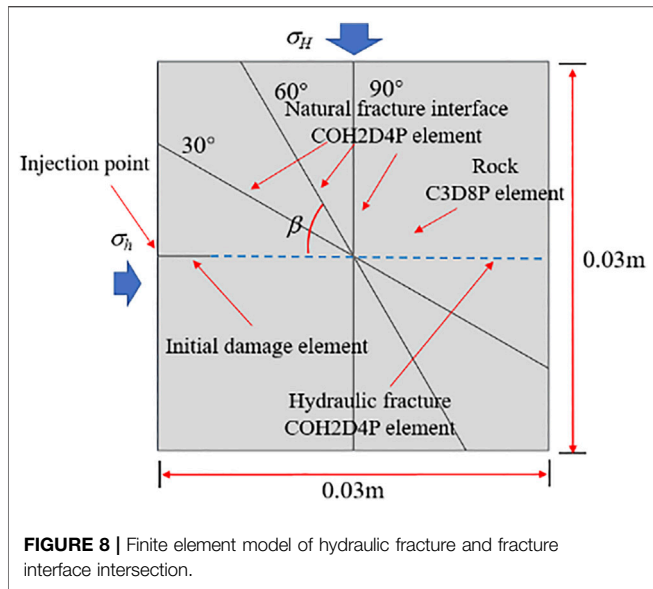 σH
60°
90°
Natural fracture interface
COH2D4P element
30°
Injection point
Rock
C3D8P element
β
σh
0.03m
Initial damage element
Hydraulic fracture
COH2D4P element
0.03m
FIGURE 8 | Finite element model of hydraulic fracture and fracture
interface intersection.